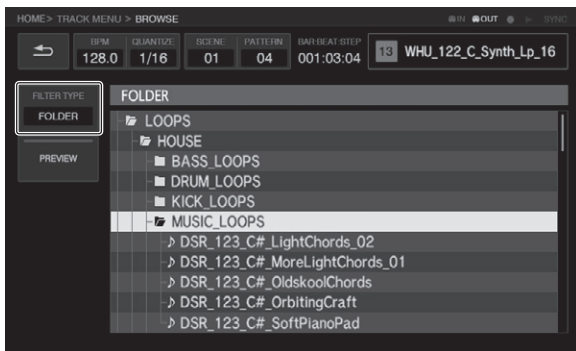 HOME> TRACK MENU > BROWSE
IN OUT SYNC
BPM QUANTIZE SCENE PATTERN BAR:BEAT:STEP
128.0 1/16 01 04 001:03:04
13 WHU_122_C_Synth_Lp_16
FILTER TYPE
FOLDER
PREVIEW
FOLDER
LOOPS
HOUSE
BASS_LOOPS
DRUM_LOOPS
KICK_LOOPS
MUSIC_LOOPS
DSR_123_C#_LightChords_02
DSR_123_C#_MoreLightChords_01
DSR_123_C#_OldskoolChords
DSR_123_C#_OrbitingCraft
DSR_123_C#_SoftPianoPad